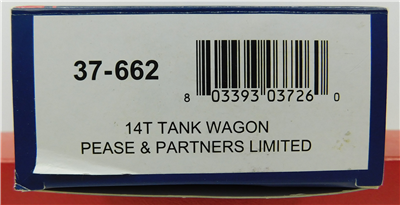 37-662
8 03393 03726 0
14T TANK WAGON
PEASE & PARTNERS LIMITED